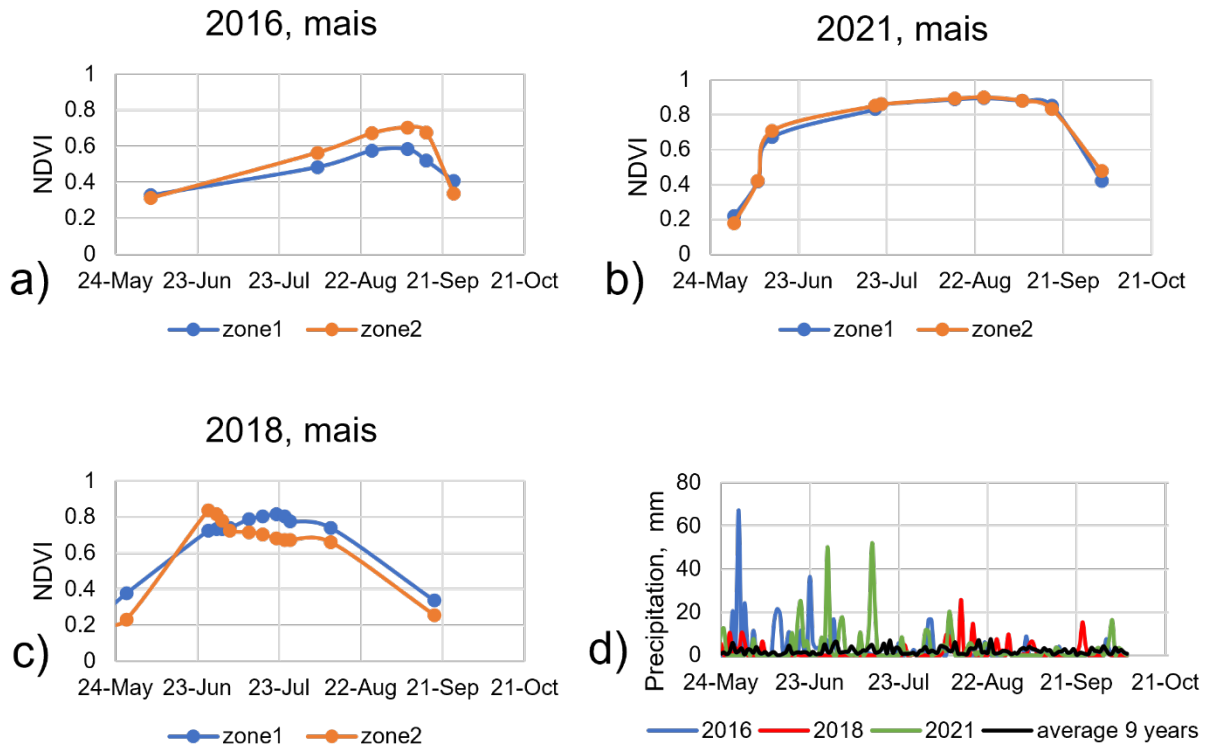 2016, mais
1
0.8
0.6
0.4
0.2
0
NDVI
24-May 23-Jun 23-Jul 22-Aug 21-Sep 21-Oct
a)
zone1 zone2
2021, mais
1
0.8
0.6
0.4
0.2
0
NDVI
24-May 23-Jun 23-Jul 22-Aug 21-Sep 21-Oct
b)
zone1 zone2
2018, mais
1
0.8
0.6
0.4
0.2
0
NDVI
24-May 23-Jun 23-Jul 22-Aug 21-Sep 21-Oct
c)
zone1 zone2
80
60
40
20
0
Precipitation, mm
24-May 23-Jun 23-Jul 22-Aug 21-Sep 21-Oct
d)
2016 2018 2021 average 9 years